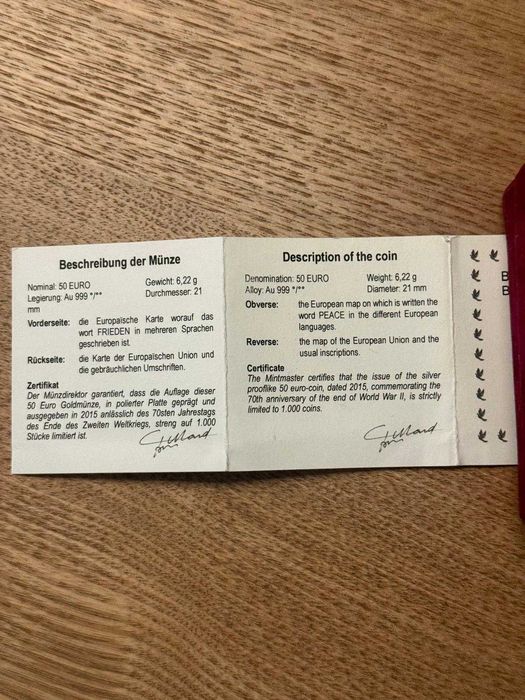 Beschreibung der Münze
Nominal: 50 EURO Gewicht: 6,22 g
Legierung: Au 999 */** Durchmesser: 21
mm
Vorderseite: die Europäische Karte worauf das
wort FRIEDEN in mehreren Sprachen
geschrieben ist.
Rückseite: die Karte der Europäischen Union und
die gebräuchlichen Umschriften.
Zertifikat
Der Münzdirektor garantiert, dass die Auflage dieser
50 Euro Goldmünze, in polierter Platte geprägt und
ausgegeben in 2015 anlässlich des 70sten Jahrestags
des Ende des Zweiten Weltkriegs, streng auf 1.000
Stücke limitiert ist.
Description of the coin
Denomination: 50 EURO Weight: 6,22 g
Alloy: Au 999 */** Diameter: 21 mm
Obverse: the European map on which is written the
word PEACE in the different European
languages.
Reverse: the map of the European Union and the
usual inscriptions.
Certificate
The Mintmaster certifies that the issue of the silver
prooflike 50 euro-coin, dated 2015, commemorating the
70th anniversary of the end of World War II, is strictly
limited to 1.000 coins.
B
B